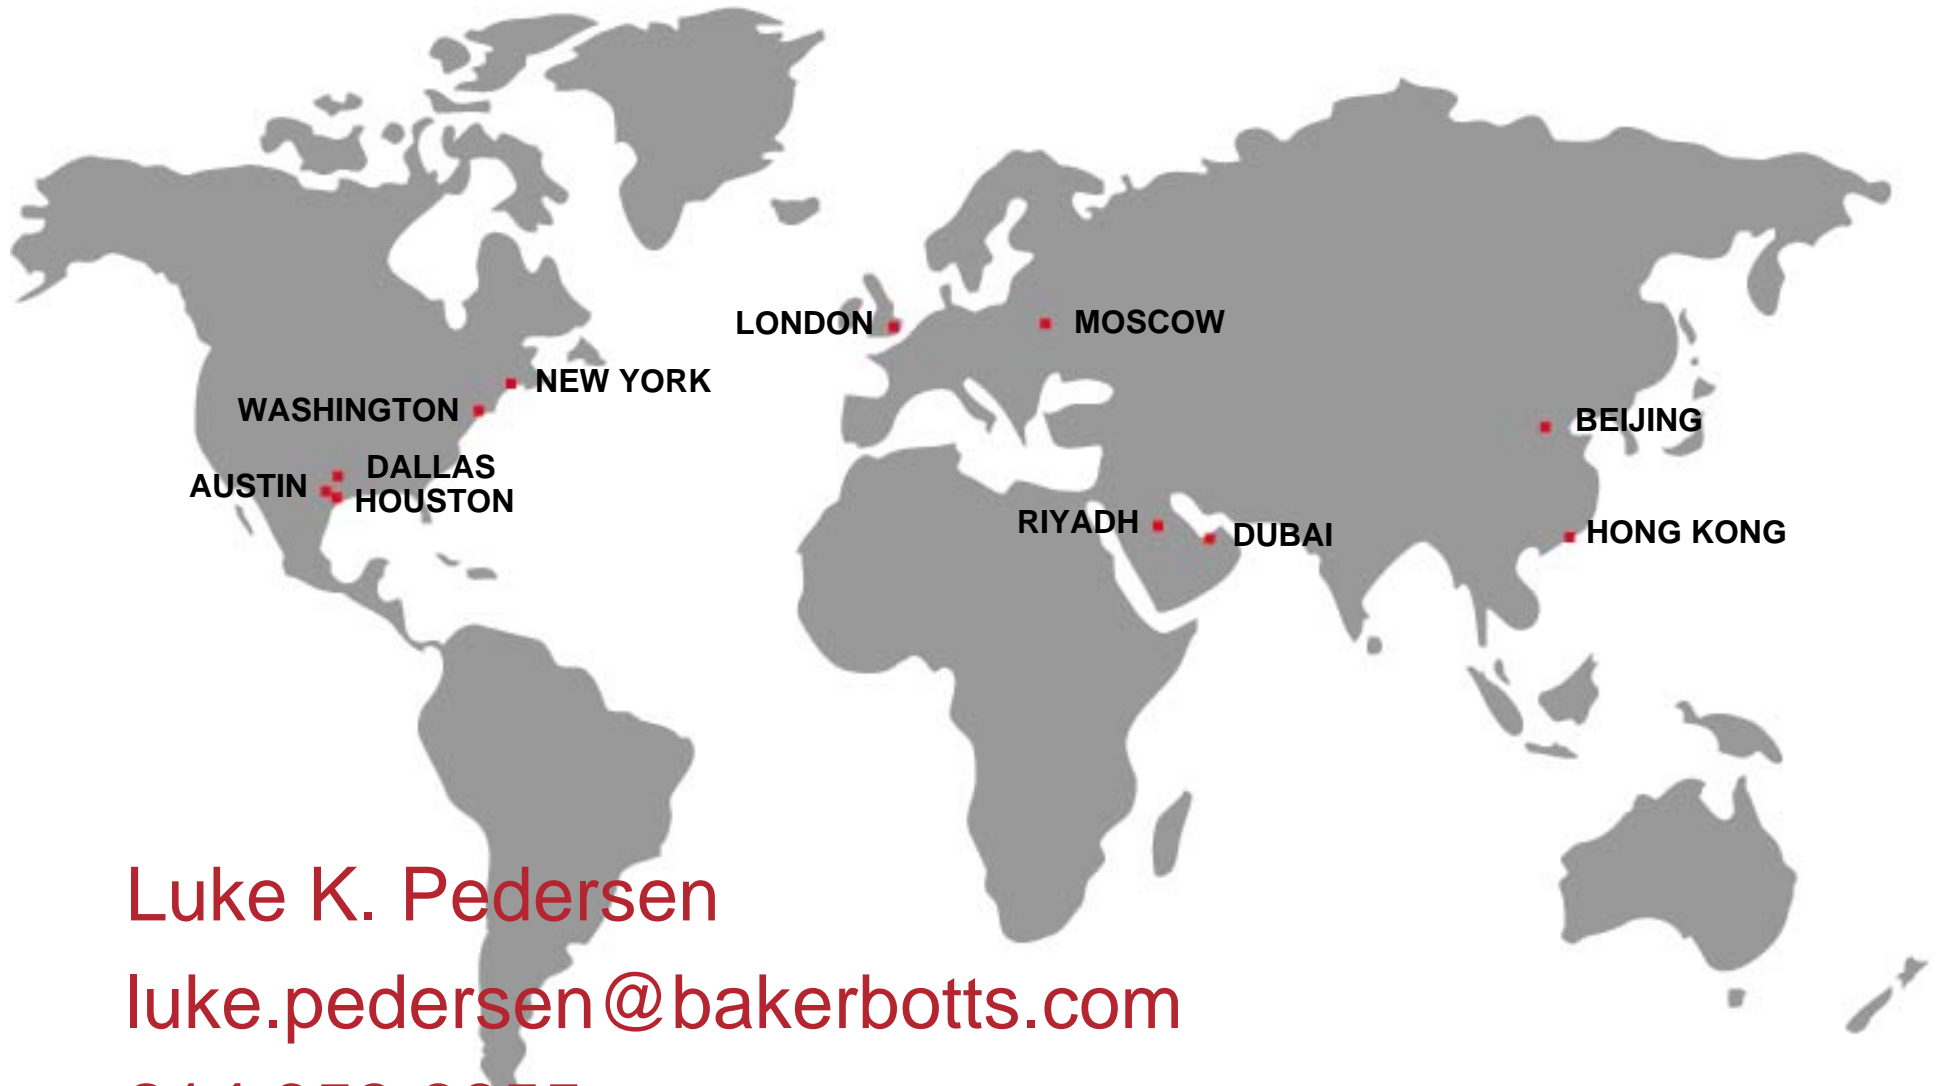 LONDON
MOSCOW
NEW YORK
WASHINGTON
BEIJING
DALLAS
AUSTIN
HOUSTON
RIYADH
DUBAI
HONG KONG
Luke K. Pedersen
luke.pedersen@bakerbotts.com